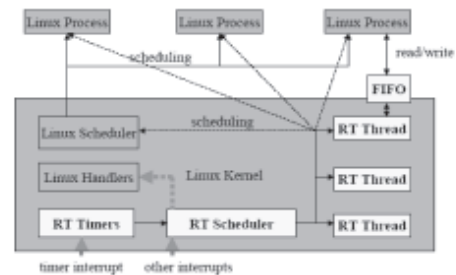 Linux Process
Linux Process
Linux Process
scheduling
read/write
FIFO
scheduling
Linux Scheduler
RT Thread
Linux Handlers
Linux Kernel
RT Thread
RT Timers
RT Scheduler
RT Thread
timer interrupt
other interrupts